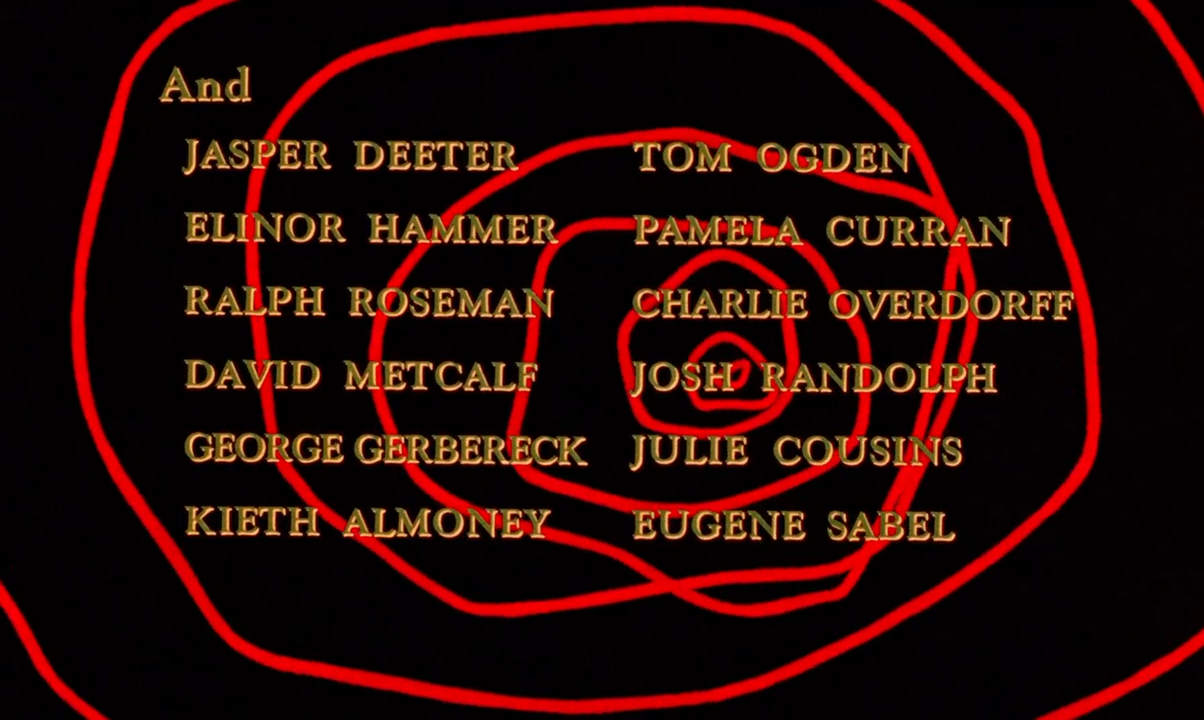 And
JASPER DEETER TOM OGDEN
ELINOR HAMMER PAMELA CURRAN
RALPH ROSEMAN CHARLIE OVERDORFF
DAVID METCALF JOSH RANDOLPH
GEORGE GERBERECK JULIE COUSINS
KIETH ALMONEY EUGENE SABEL